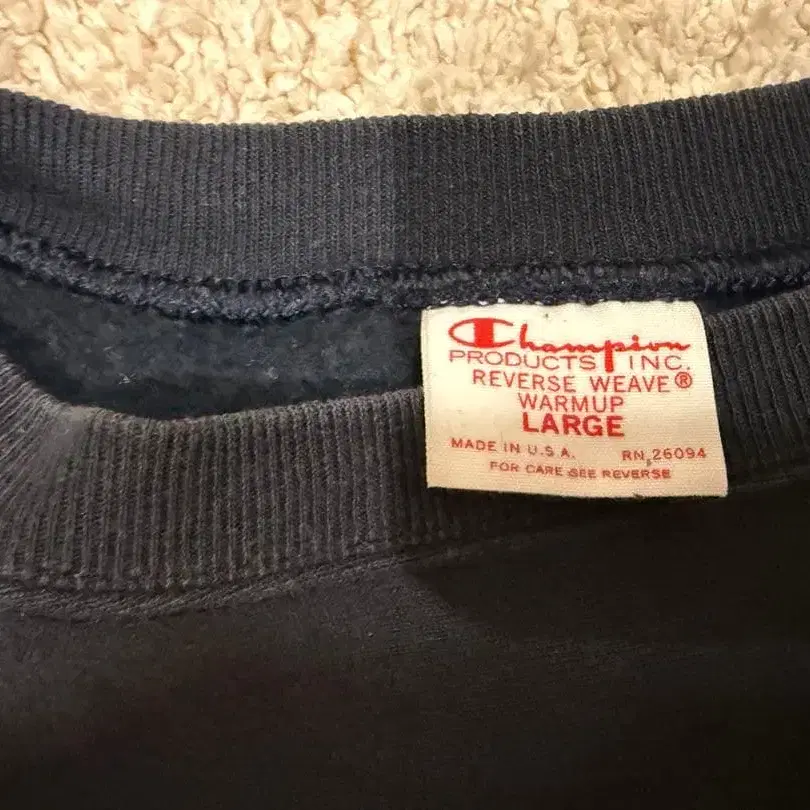 Champion
PRODUCTS INC.
REVERSE WEAVE®
WARMUP
LARGE
MADE IN U.S.A. RN 26094
FOR CARE SEE REVERSE